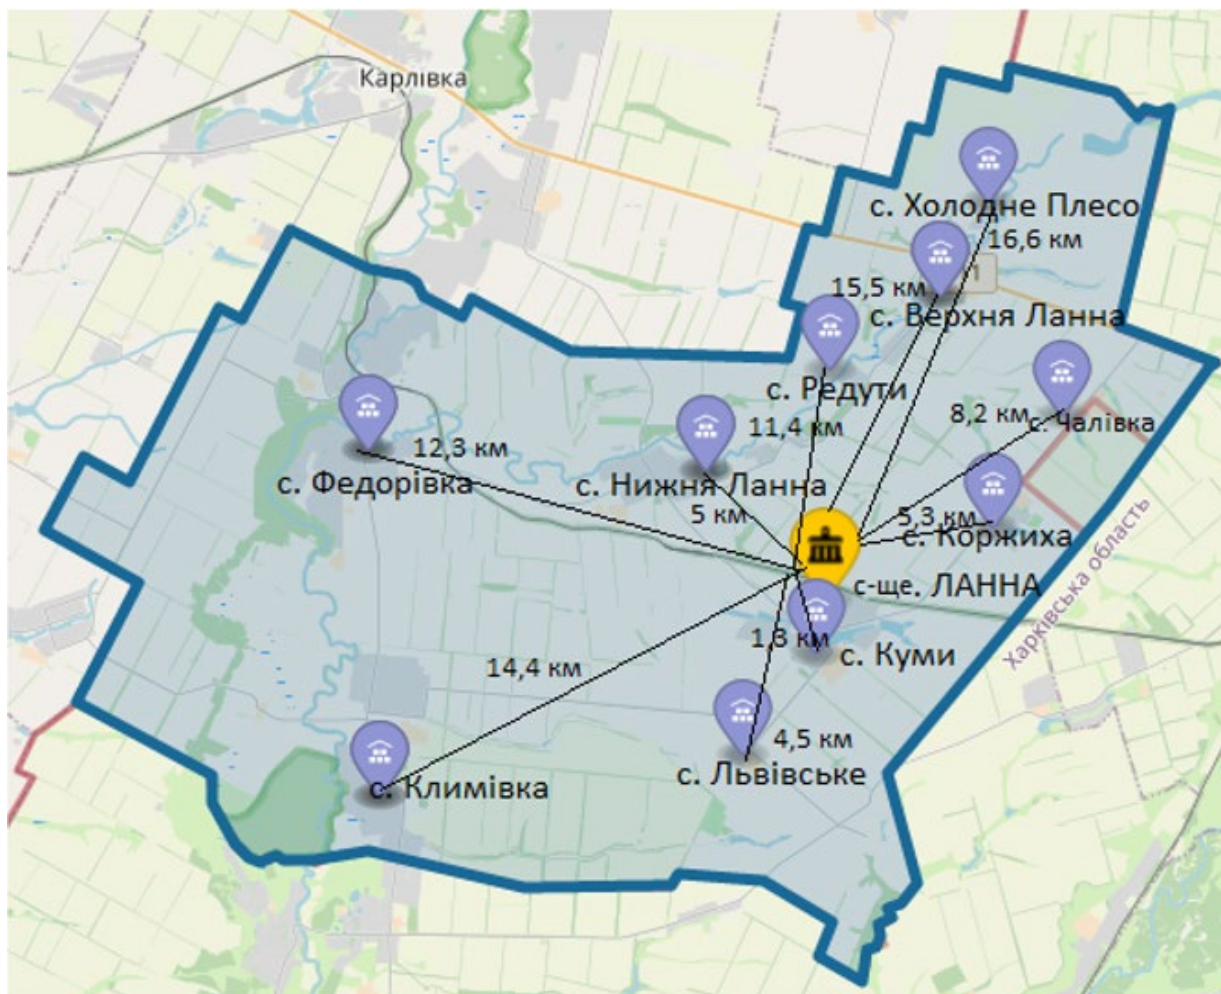 Карлівка
с. Холодне Плесо
16,6 км
15,5 км
с. Верхня Ланна
с. Редути
8,2 км
с. Чалівка
11,4 км
12,3 км
с. Федорівка
с. Нижня Ланна
5 км
5,3 км
с. Коржиха
с-ще. ЛАННА
Харківська область
1,3 км
с. Куми
14,4 км
4,5 км
с. Львівське
с. Климівка